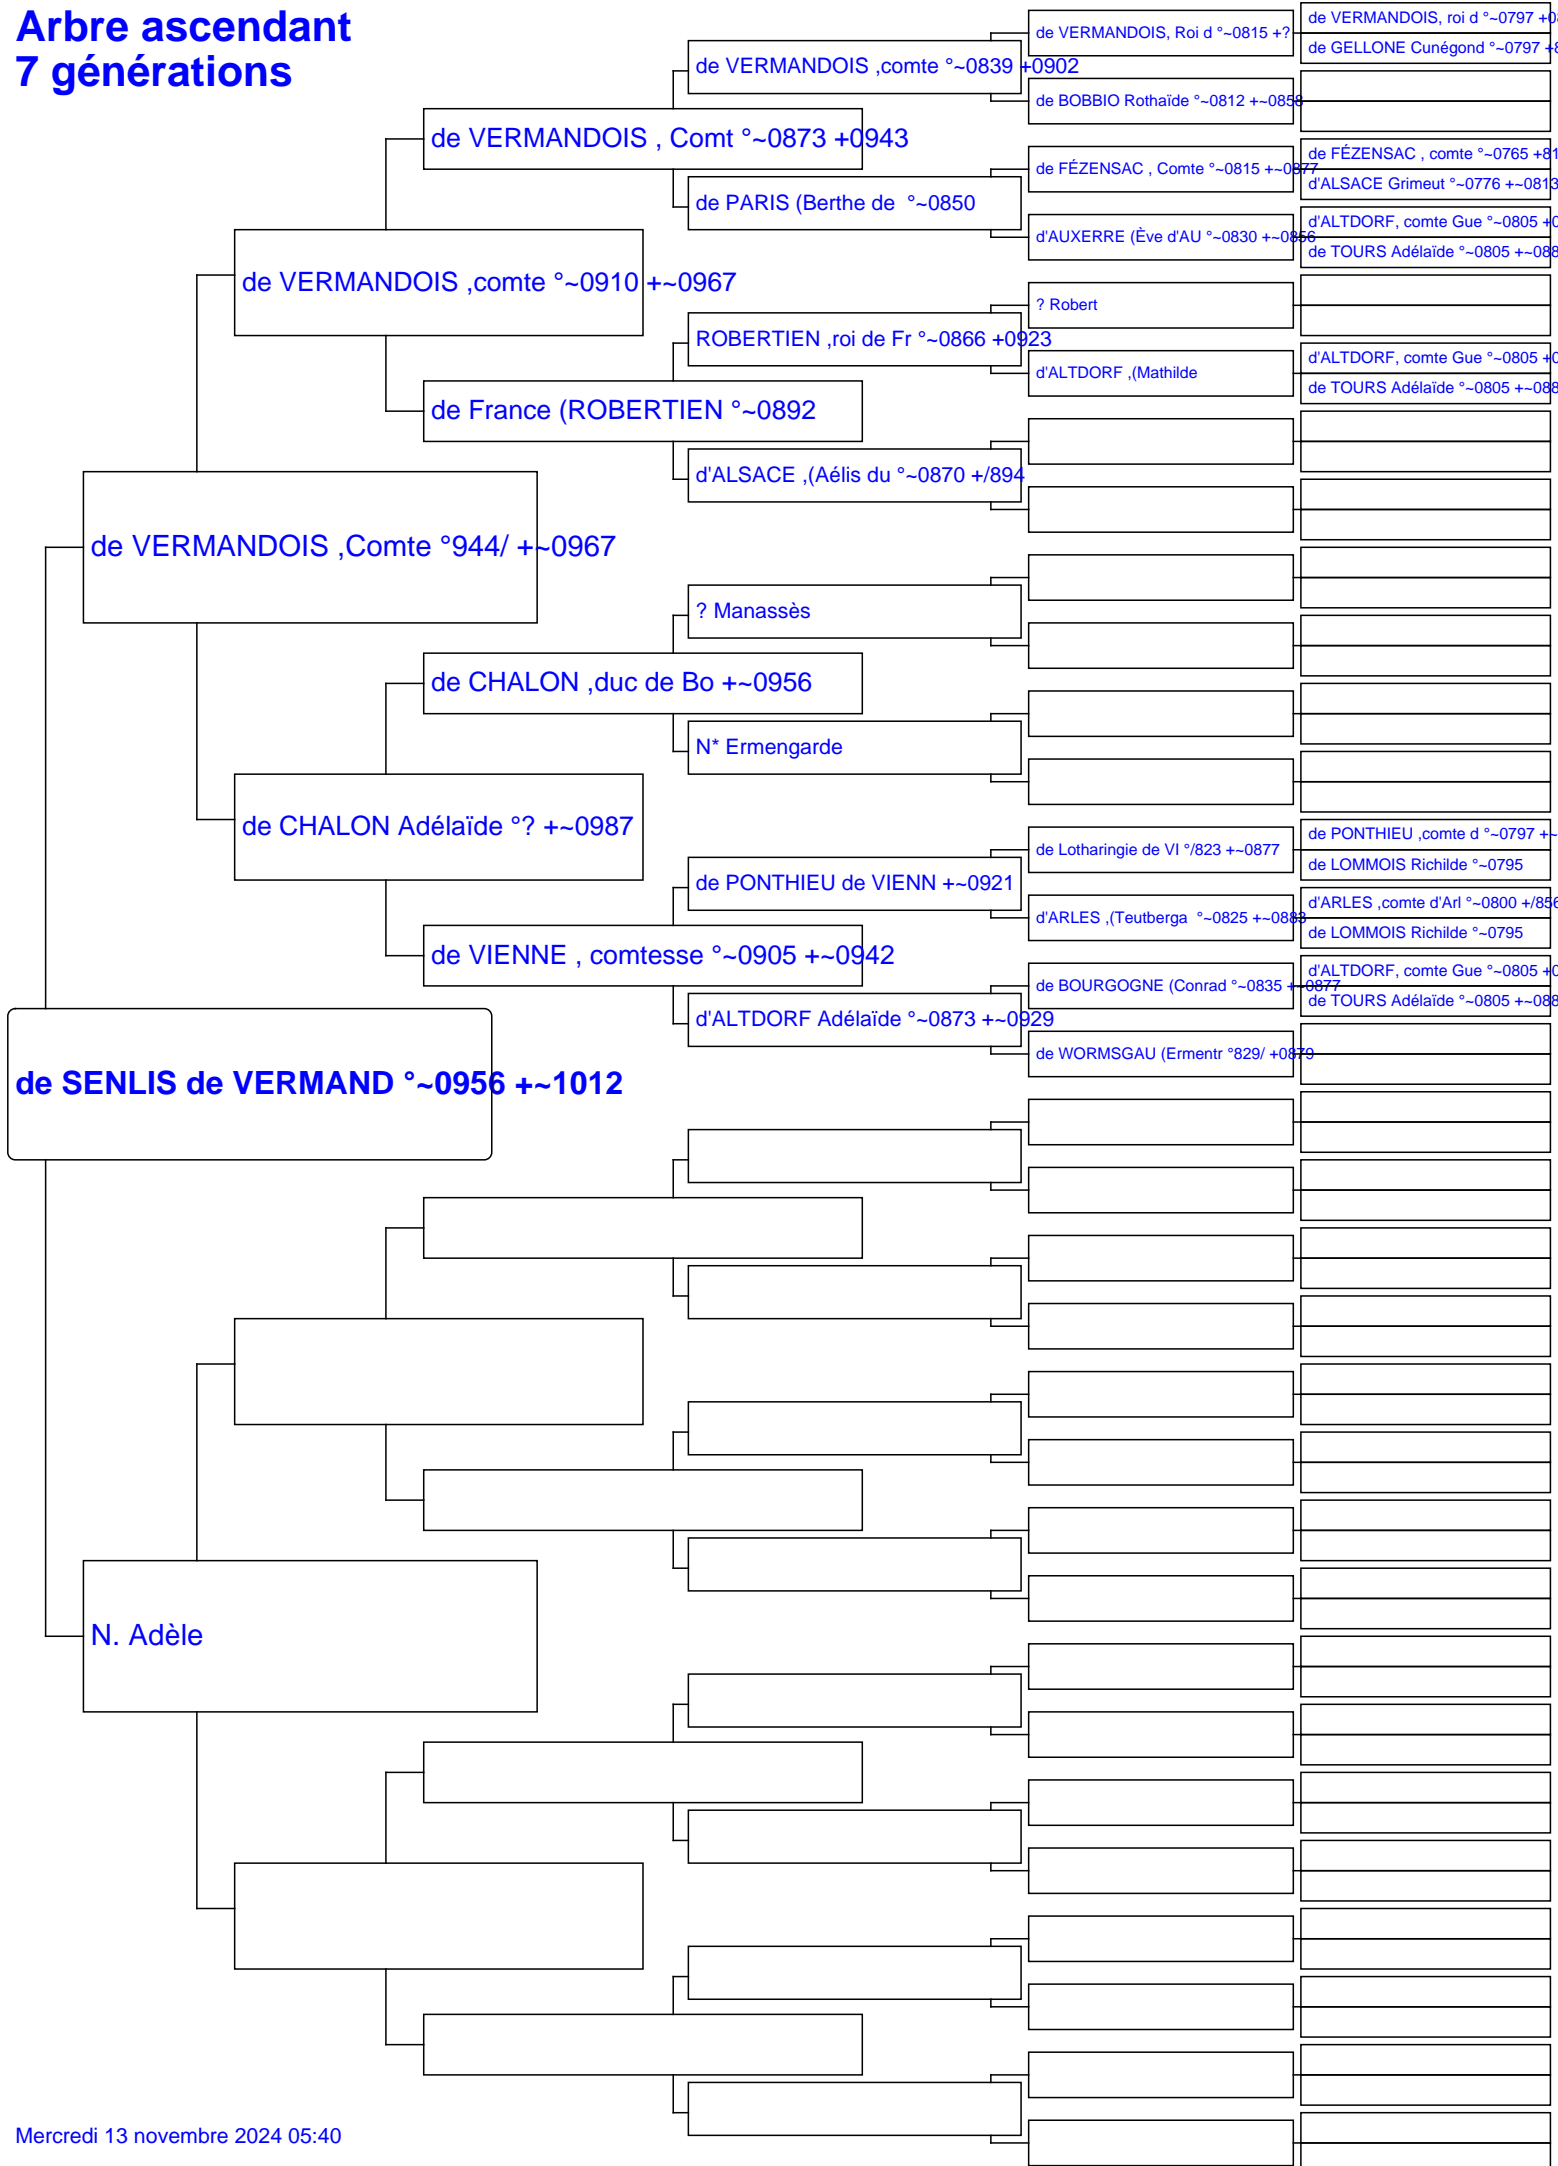 Arbre ascendant
7 générations
de SENLIS de VERMAND °~0956 +~1012
de VERMANDOIS ,Comte °944/ +~0967
N. Adèle
de VERMANDOIS ,comte °~0910 +~0967
de CHALON Adélaïde °? +~0987
de VERMANDOIS , Comt °~0873 +0943
de France (ROBERTIEN °~0892
de CHALON ,duc de Bo +~0956
de VIENNE , comtesse °~0905 +~0942
de VERMANDOIS ,comte °~0839 +0902
de PARIS (Berthe de °~0850
ROBERTIEN ,roi de Fr °~0866 +0923
d'ALSACE ,(Aélis du °~0870 +/894
? Manassès
N* Ermengarde
de PONTHIEU de VIENN +~0921
d'ALTDORF Adélaïde °~0873 +~0929
de VERMANDOIS, Roi d °~0815 +?
de BOBBIO Rothaïde °~0812 +~0858
de FÉZENSAC , Comte °~0815 +~0877
d'AUXERRE (Ève d'AU °~0830 +~0856
? Robert
d'ALTDORF ,(Mathilde
de Lotharingie de VI °/823 +~0877
d'ARLES ,(Teutberga °~0825 +~0883
de BOURGOGNE (Conrad °~0835 +~0877
de WORMSGAU (Ermentr °829/ +0879
de VERMANDOIS, roi d °~0797 +08
de GELLONE Cunégond °~0797 +8
de FÉZENSAC , comte °~0765 +81
d'ALSACE Grimeut °~0776 +~0813
d'ALTDORF, comte Gue °~0805 +0
de TOURS Adélaïde °~0805 +~088
d'ALTDORF, comte Gue °~0805 +0
de TOURS Adélaïde °~0805 +~088
de PONTHIEU ,comte d °~0797 +~
de LOMMOIS Richilde °~0795
d'ARLES ,comte d'Arl °~0800 +/856
de LOMMOIS Richilde °~0795
d'ALTDORF, comte Gue °~0805 +0
de TOURS Adélaïde °~0805 +~088
Mercredi 13 novembre 2024 05:40